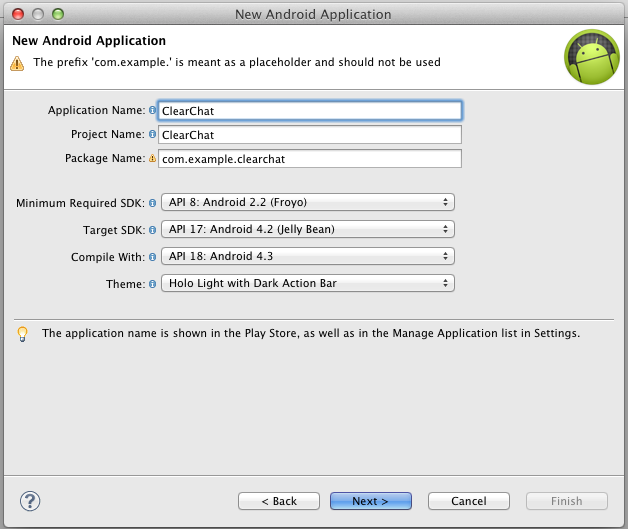 New Android Application
New Android Application
The prefix 'com.example.' is meant as a placeholder and should not be used
Application Name: ClearChat
Project Name: ClearChat
Package Name: com.example.clearchat
Minimum Required SDK: API 8: Android 2.2 (Froyo)
Target SDK: API 17: Android 4.2 (Jelly Bean)
Compile With: API 18: Android 4.3
Theme: Holo Light with Dark Action Bar
The application name is shown in the Play Store, as well as in the Manage Application list in Settings.
? < Back Next > Cancel Finish